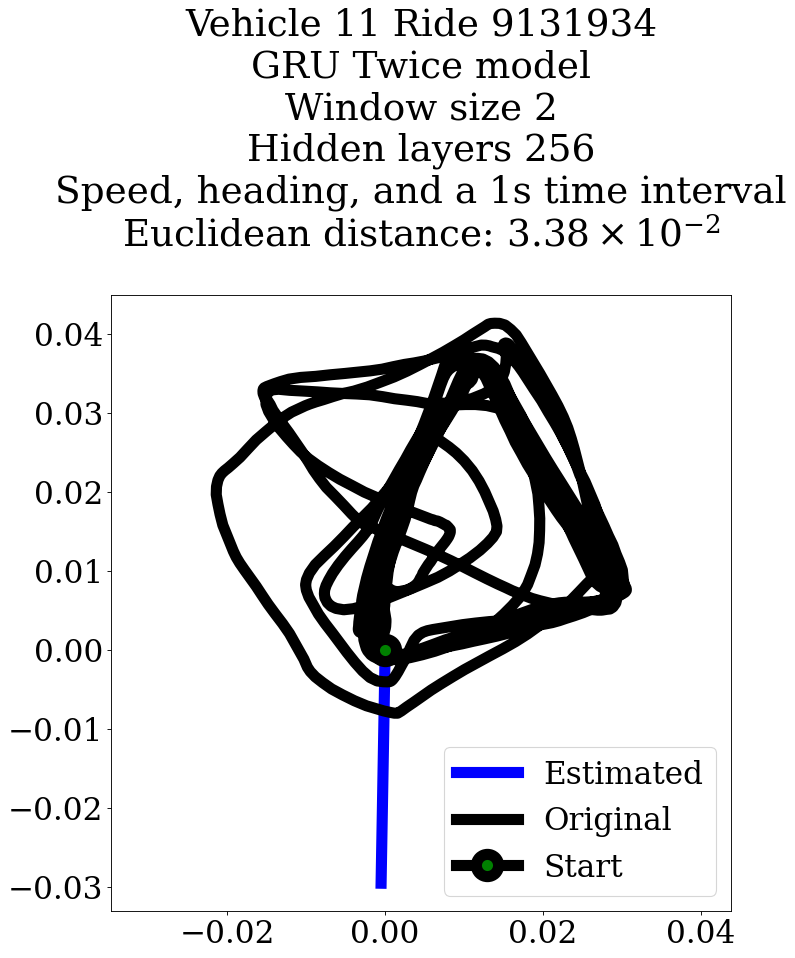 Vehicle 11 Ride 9131934
GRU Twice model
Window size 2
Hidden layers 256
Speed, heading, and a 1s time interval
Euclidean distance: 3.38 × 10⁻²
0.04
0.03
0.02
0.01
0.00
−0.01
−0.02
−0.03
Estimated
Original
Start
−0.02 0.00 0.02 0.04